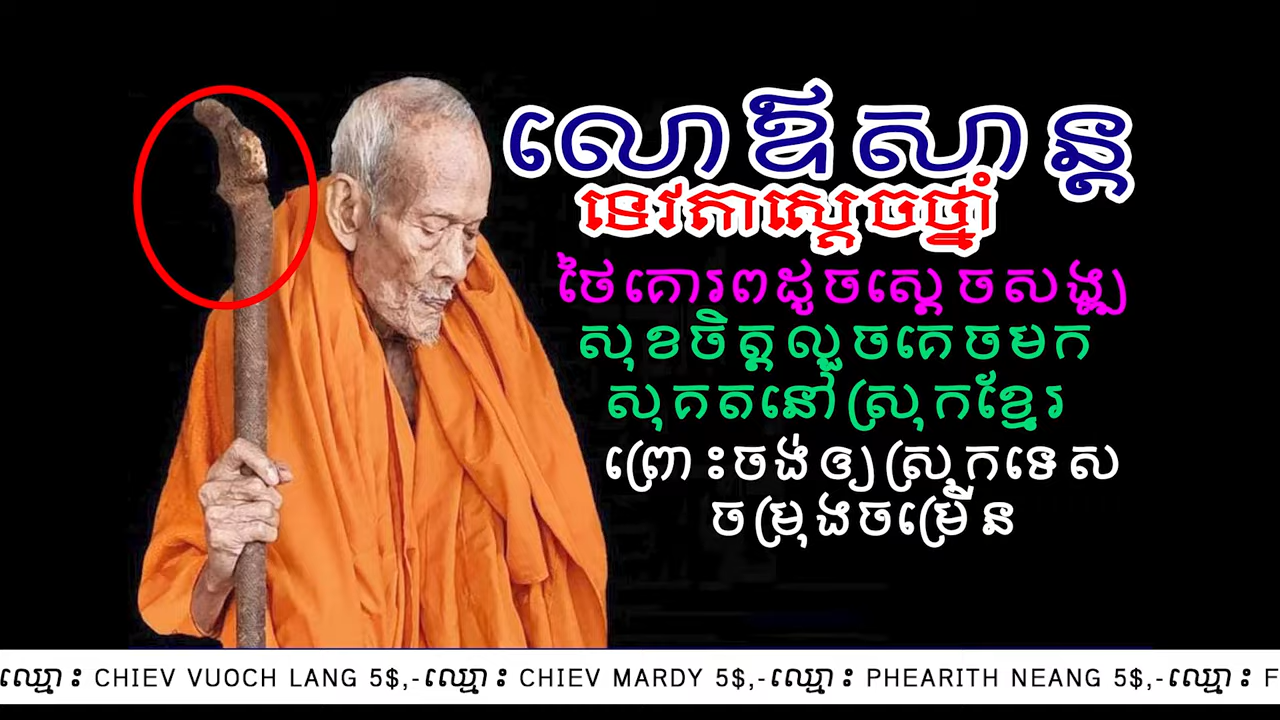 លោឪសាន្ត
ទេវតាស្តេចថ្នាំ
ថៃគោរពដូចស្តេចសង្ឃ
សុខចិត្តលួចគេចមក
សុគតនៅស្រុកខ្មែរ
ព្រោះចង់ឲ្យស្រុកទេស
ចម្រុងចម្រើន
ឈ្មោះ CHIEV VUOCH LANG 5$,-ឈ្មោះ CHIEV MARDY 5$,-ឈ្មោះ PHEARITH NEANG 5$,-ឈ្មោះ F